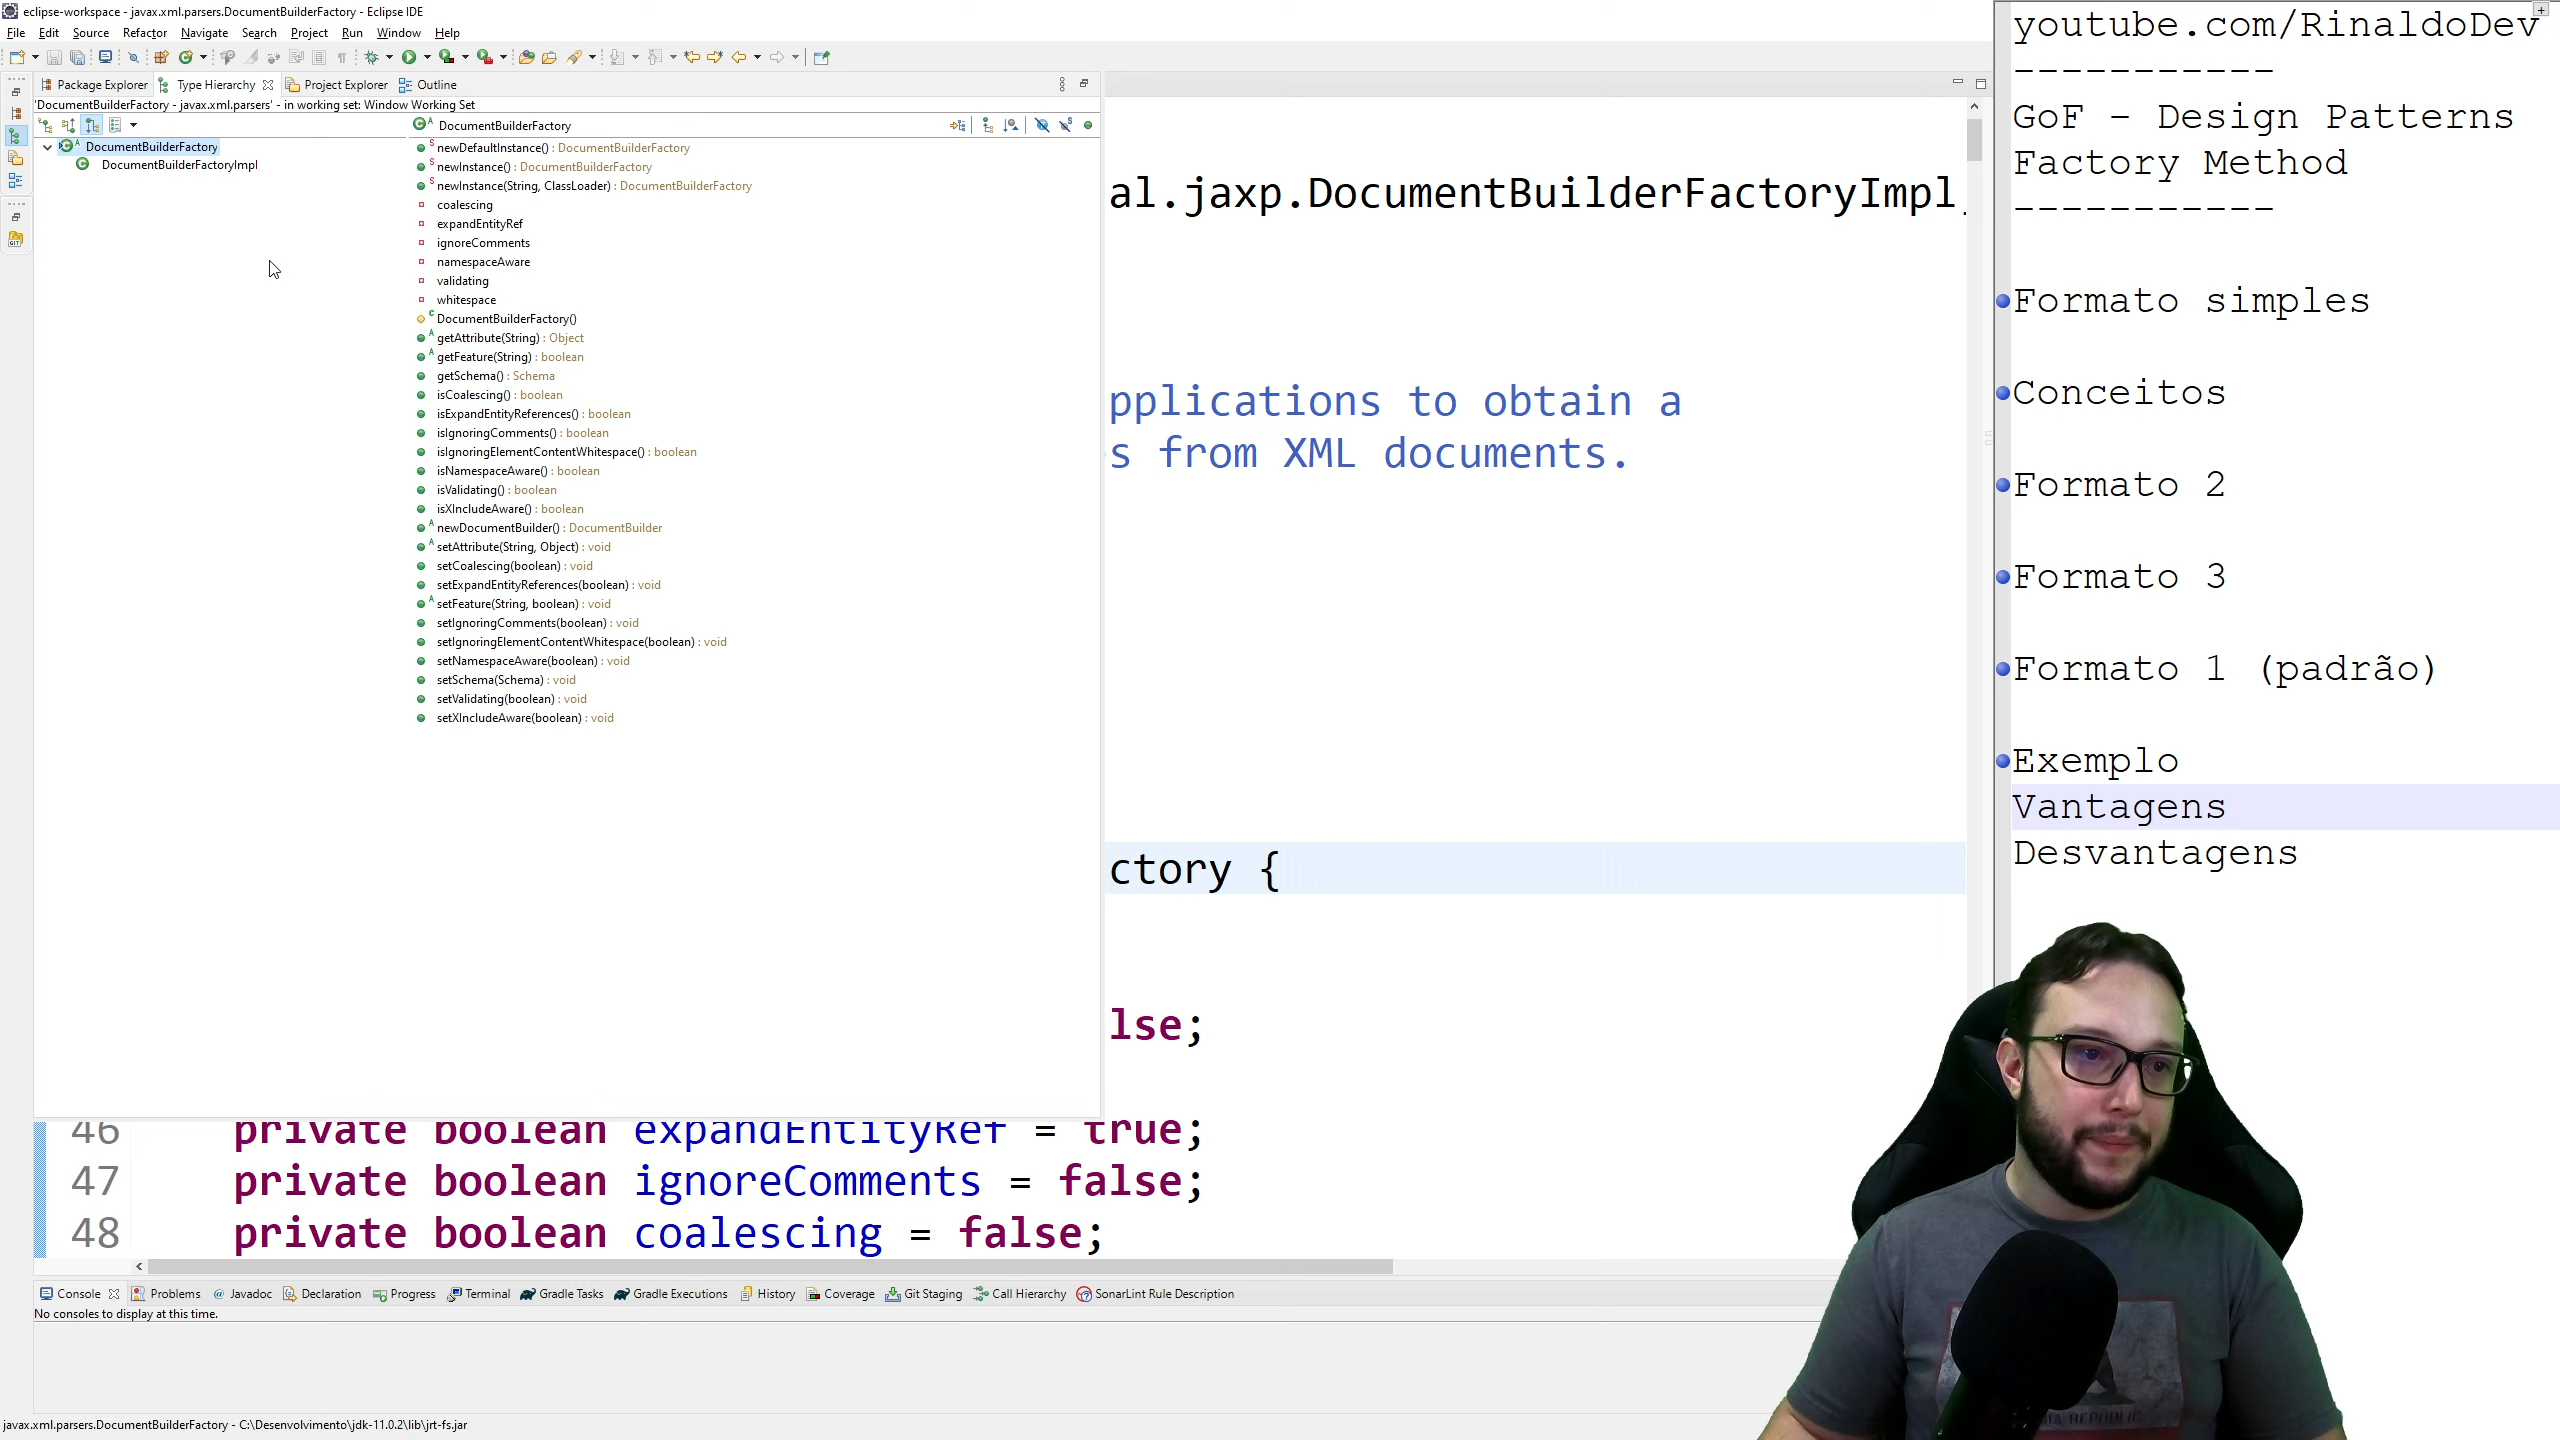 eclipse-workspace - javax.xml.parsers.DocumentBuilderFactory - Eclipse IDE
File Edit Source Refactor Navigate Search Project Run Window Help
Package Explorer Type Hierarchy Project Explorer Outline
'DocumentBuilderFactory - javax.xml.parsers' - in working set: Window Working Set
DocumentBuilderFactory
DocumentBuilderFactoryImpl
DocumentBuilderFactory
newDefaultInstance() : DocumentBuilderFactory
newInstance() : DocumentBuilderFactory
newInstance(String, ClassLoader) : DocumentBuilderFactory
coalescing
expandEntityRef
ignoreComments
namespaceAware
validating
whitespace
DocumentBuilderFactory()
getAttribute(String) : Object
getFeature(String) : boolean
getSchema() : Schema
isCoalescing() : boolean
isExpandEntityReferences() : boolean
isIgnoringComments() : boolean
isIgnoringElementContentWhitespace() : boolean
isNamespaceAware() : boolean
isValidating() : boolean
isXIncludeAware() : boolean
newDocumentBuilder() : DocumentBuilder
setAttribute(String, Object) : void
setCoalescing(boolean) : void
setExpandEntityReferences(boolean) : void
setFeature(String, boolean) : void
setIgnoringComments(boolean) : void
setIgnoringElementContentWhitespace(boolean) : void
setNamespaceAware(boolean) : void
setSchema(Schema) : void
setValidating(boolean) : void
setXIncludeAware(boolean) : void
al.jaxp.DocumentBuilderFactoryImpl
pplications to obtain a
s from XML documents.
ctory {
lse;
46 private boolean expandEntityRef = true;
47 private boolean ignoreComments = false;
48 private boolean coalescing = false;
Console Problems Javadoc Declaration Progress Terminal Gradle Tasks Gradle Executions History Coverage Git Staging Call Hierarchy SonarLint Rule Description
No consoles to display at this time.
javax.xml.parsers.DocumentBuilderFactory - C:\Desenvolvimento\jdk-11.0.2\lib\jrt-fs.jar
youtube.com/RinaldoDev
-----------
GoF - Design Patterns
Factory Method
-----------
Formato simples
Conceitos
Formato 2
Formato 3
Formato 1 (padrão)
Exemplo
Vantagens
Desvantagens